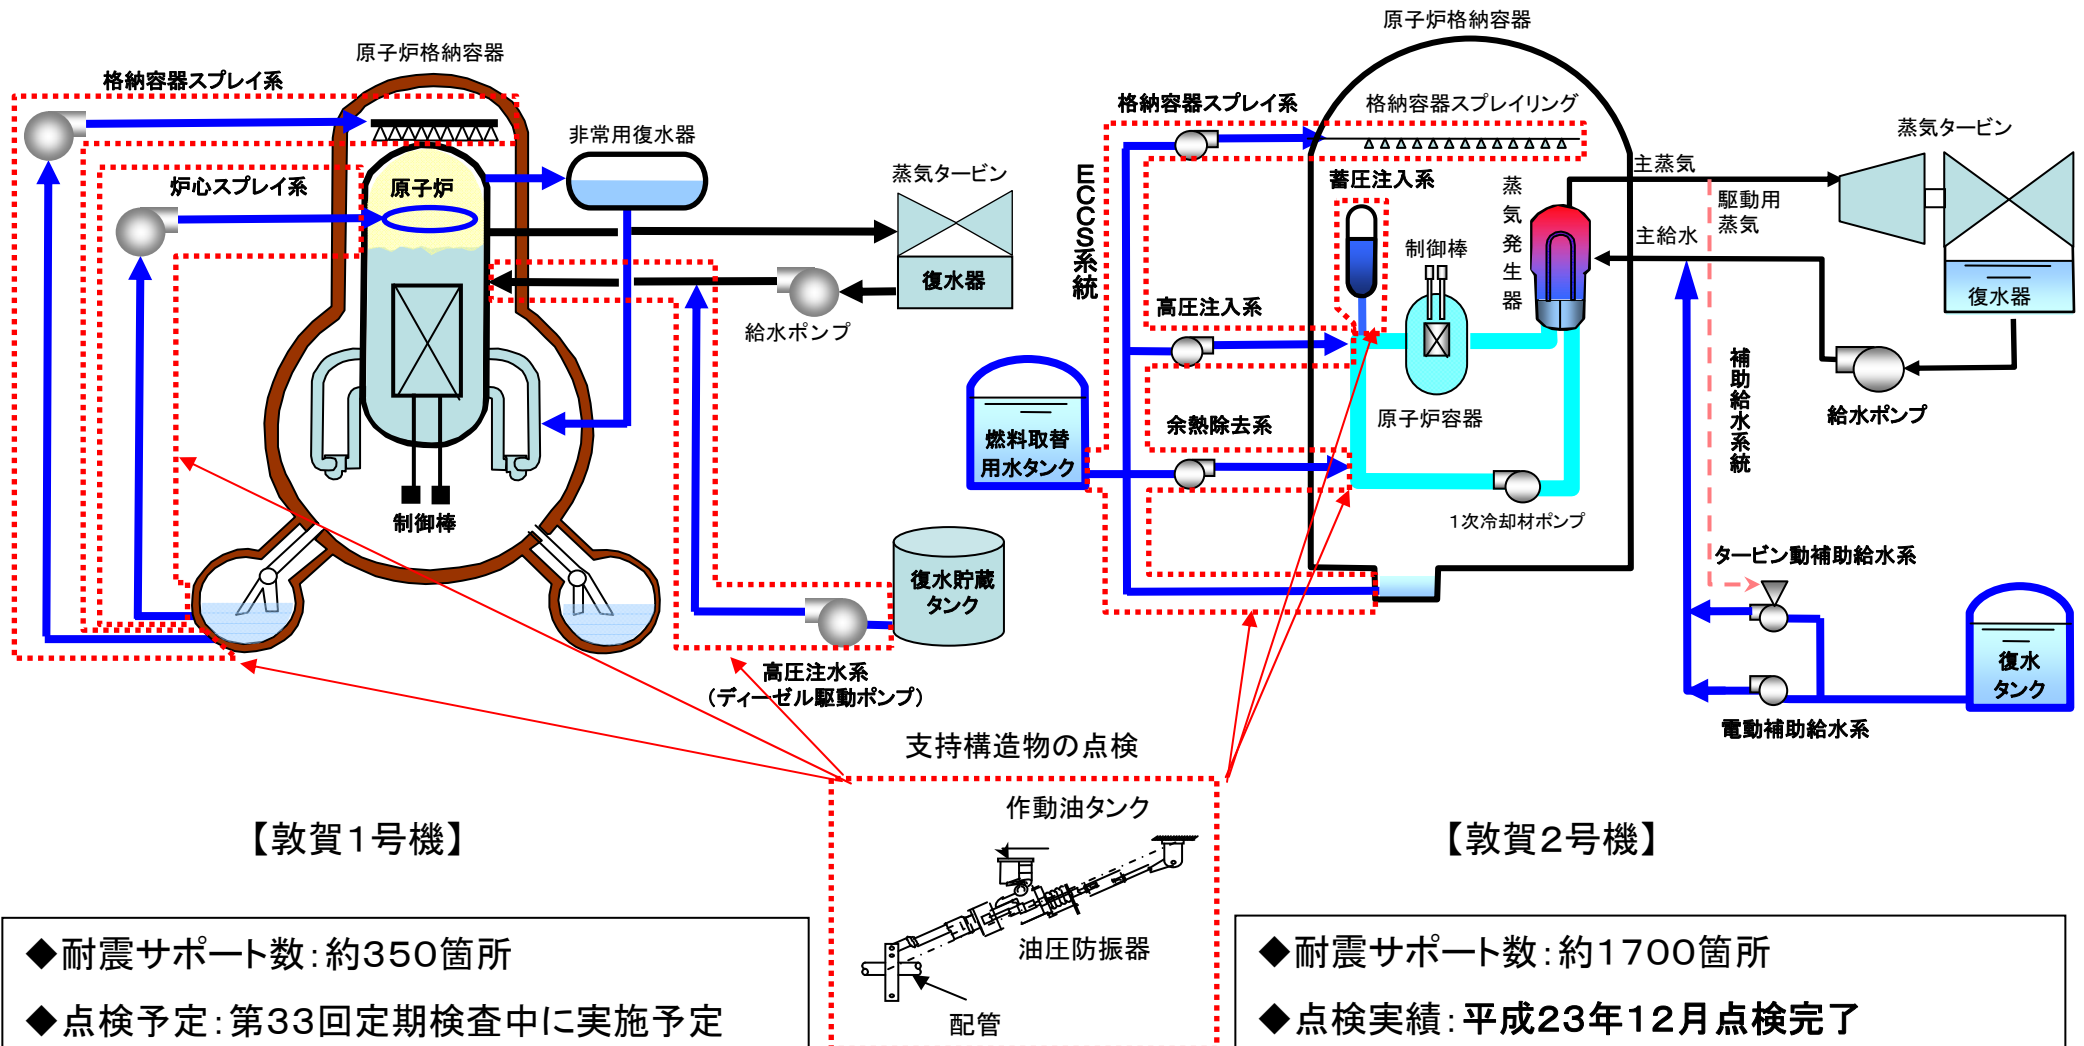 原子炉格納容器
格納容器スプレイ系
非常用復水器
炉心スプレイ系
原子炉
蒸気タービン
復水器
給水ポンプ
制御棒
復水貯蔵
タンク
高圧注水系
(ディーゼル駆動ポンプ)
【敦賀1号機】
◆耐震サポート数:約350箇所
◆点検予定:第33回定期検査中に実施予定
支持構造物の点検
作動油タンク
油圧防振器
配管
原子炉格納容器
格納容器スプレイ系
格納容器スプレイリング
蒸気タービン
ECCS系統
蓄圧注入系
蒸気発生器
主蒸気
駆動用
蒸気
主給水
制御棒
復水器
高圧注入系
補助給水系統
原子炉容器
給水ポンプ
余熱除去系
燃料取替
用水タンク
1次冷却材ポンプ
タービン動補助給水系
復水
タンク
電動補助給水系
【敦賀2号機】
◆耐震サポート数:約1700箇所
◆点検実績:平成23年12月点検完了